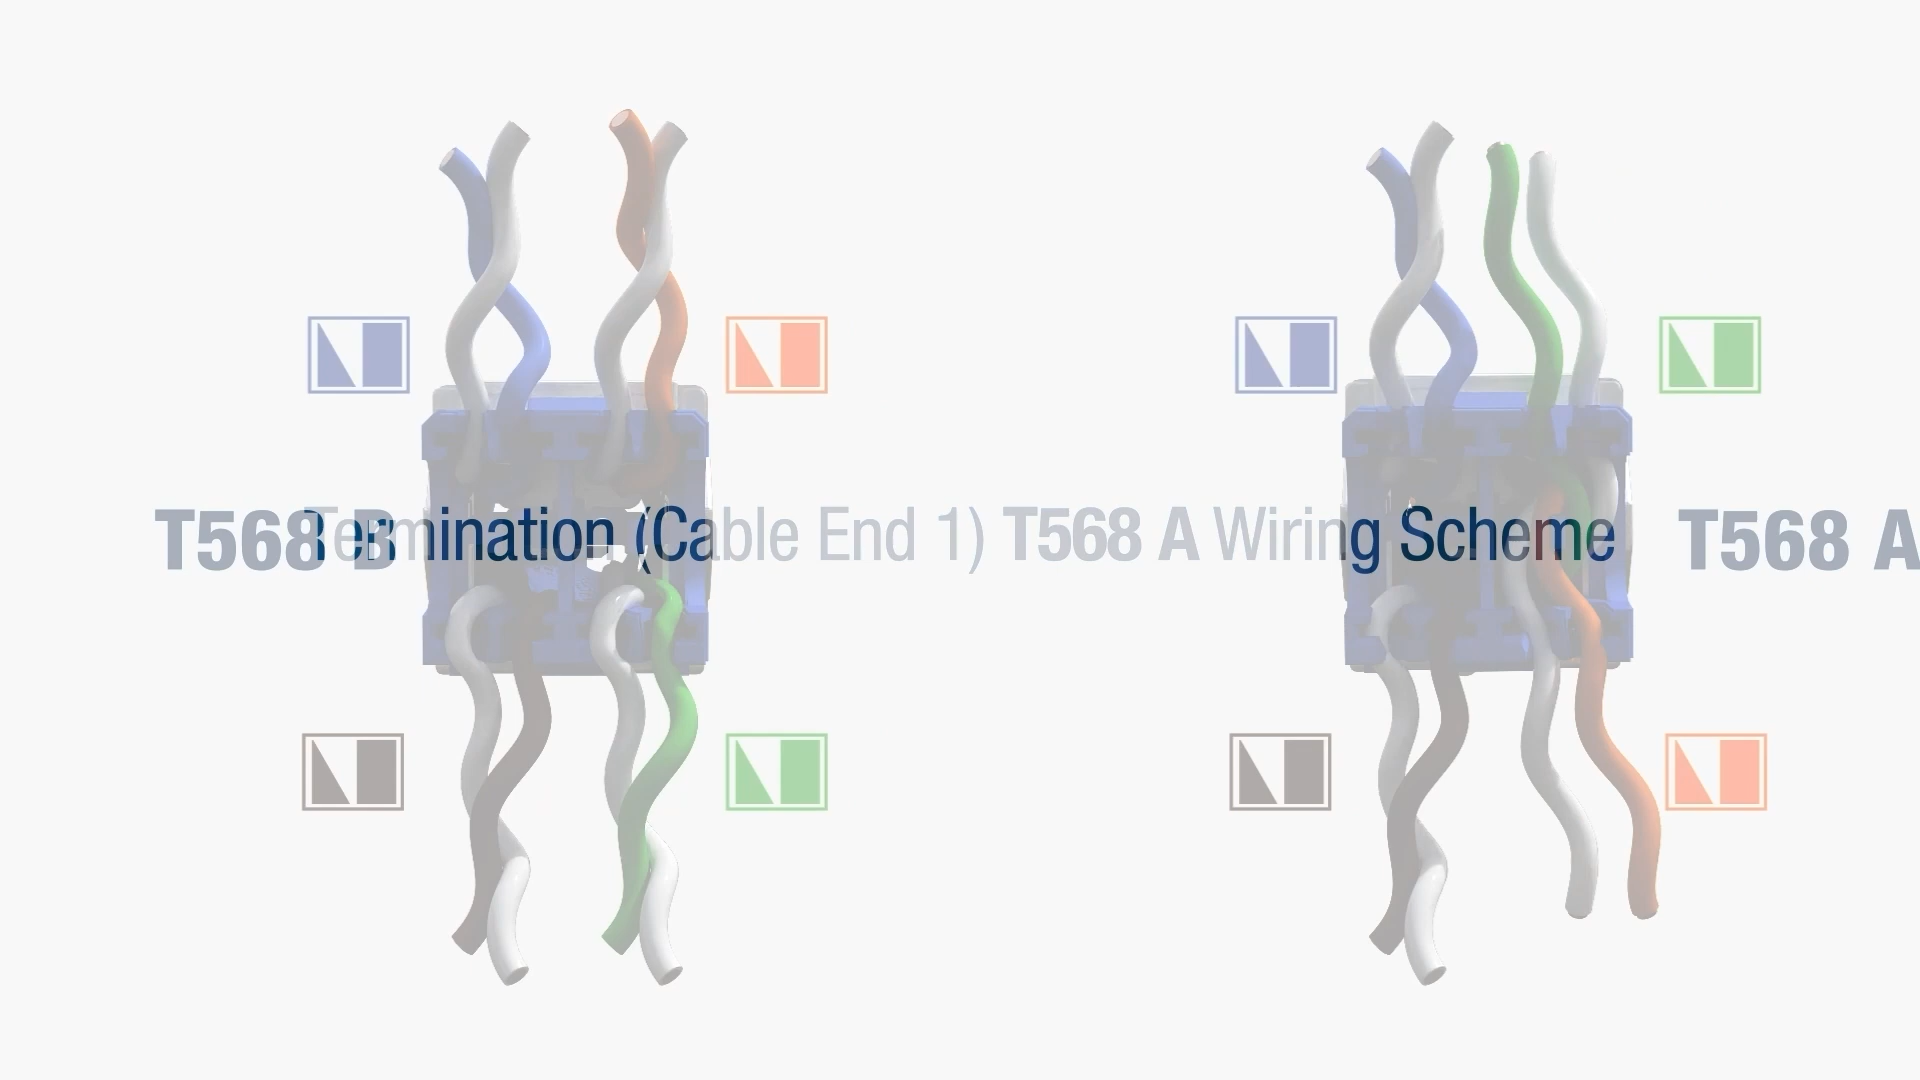 T568 B
Termination (Cable End 1) T568 A Wiring Scheme
T568 A